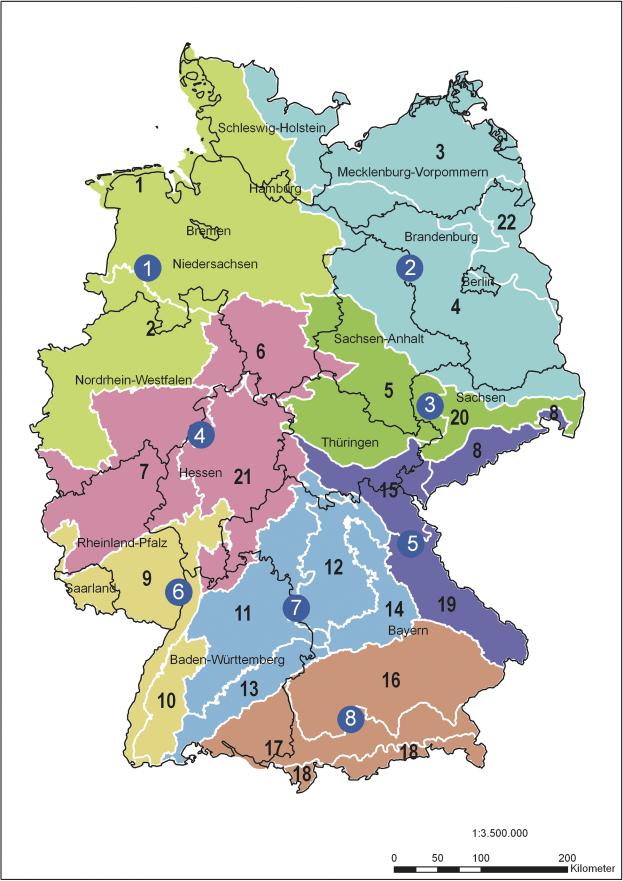 Schleswig-Holstein
3
Mecklenburg-Vorpommern
1
Hamburg
22
Bremen
Brandenburg
1
Niedersachsen
2
Berlin
4
2
6
Sachsen-Anhalt
Nordrhein-Westfalen
5
Sachsen
3
20
8
4
Thüringen
8
7
Hessen
21
15
Rheinland-Pfalz
5
12
9
Saarland
6
19
11
7
14
Bayern
Baden-Württemberg
16
13
10
8
17
18
18
1:3.500.000
0 50 100 200
Kilometer